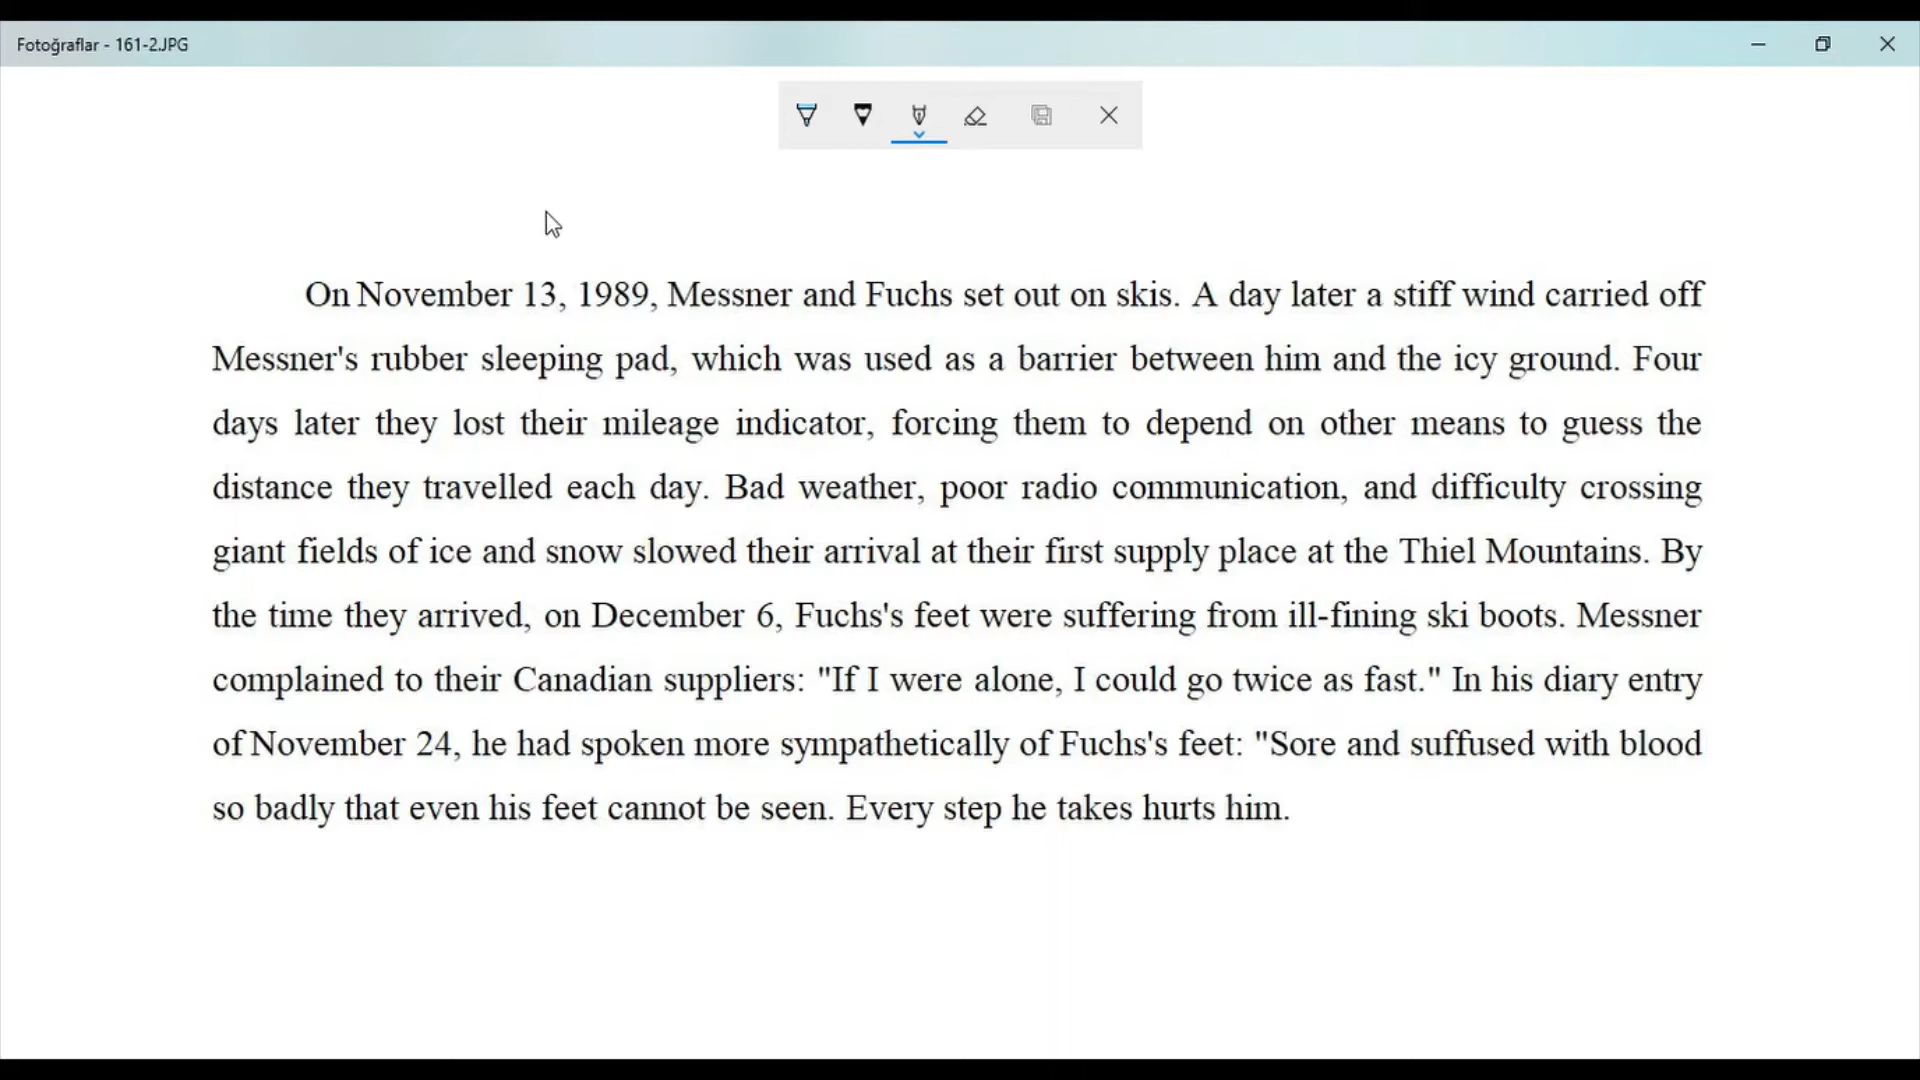 Fotoğraflar - 161-2.JPG
On November 13, 1989, Messner and Fuchs set out on skis. A day later a stiff wind carried off
Messner's rubber sleeping pad, which was used as a barrier between him and the icy ground. Four
days later they lost their mileage indicator, forcing them to depend on other means to guess the
distance they travelled each day. Bad weather, poor radio communication, and difficulty crossing
giant fields of ice and snow slowed their arrival at their first supply place at the Thiel Mountains. By
the time they arrived, on December 6, Fuchs's feet were suffering from ill-fining ski boots. Messner
complained to their Canadian suppliers: "If I were alone, I could go twice as fast." In his diary entry
of November 24, he had spoken more sympathetically of Fuchs's feet: "Sore and suffused with blood
so badly that even his feet cannot be seen. Every step he takes hurts him.